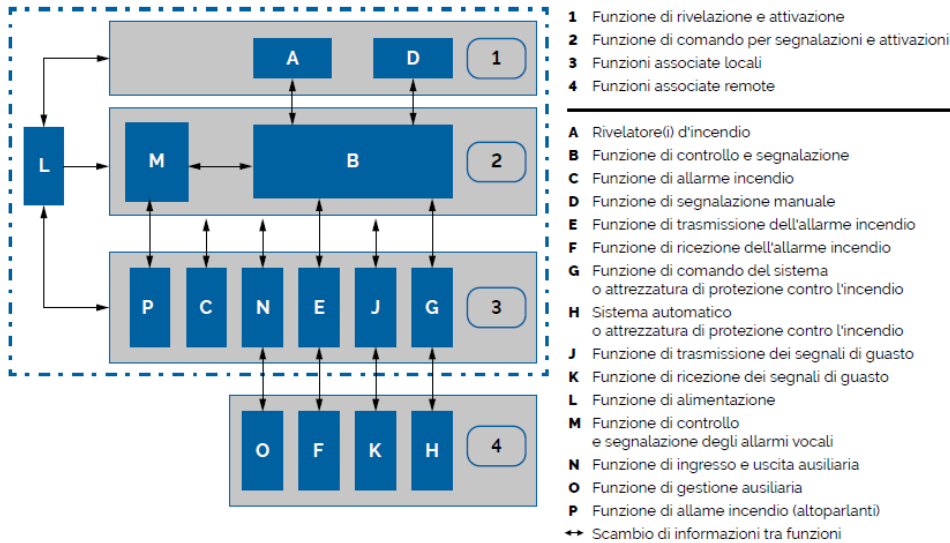 A
D
1
L
M
B
2
P
C
N
E
J
G
3
O
F
K
H
4
1 Funzione di rivelazione e attivazione
2 Funzione di comando per segnalazioni e attivazioni
3 Funzioni associate locali
4 Funzioni associate remote
A Rivelatore(i) d'incendio
B Funzione di controllo e segnalazione
C Funzione di allarme incendio
D Funzione di segnalazione manuale
E Funzione di trasmissione dell'allarme incendio
F Funzione di ricezione dell'allarme incendio
G Funzione di comando del sistema
o attrezzatura di protezione contro l'incendio
H Sistema automatico
o attrezzatura di protezione contro l'incendio
J Funzione di trasmissione dei segnali di guasto
K Funzione di ricezione dei segnali di guasto
L Funzione di alimentazione
M Funzione di controllo
e segnalazione degli allarmi vocali
N Funzione di ingresso e uscita ausiliaria
O Funzione di gestione ausiliaria
P Funzione di allame incendio (altoparlanti)
↔ Scambio di informazioni tra funzioni